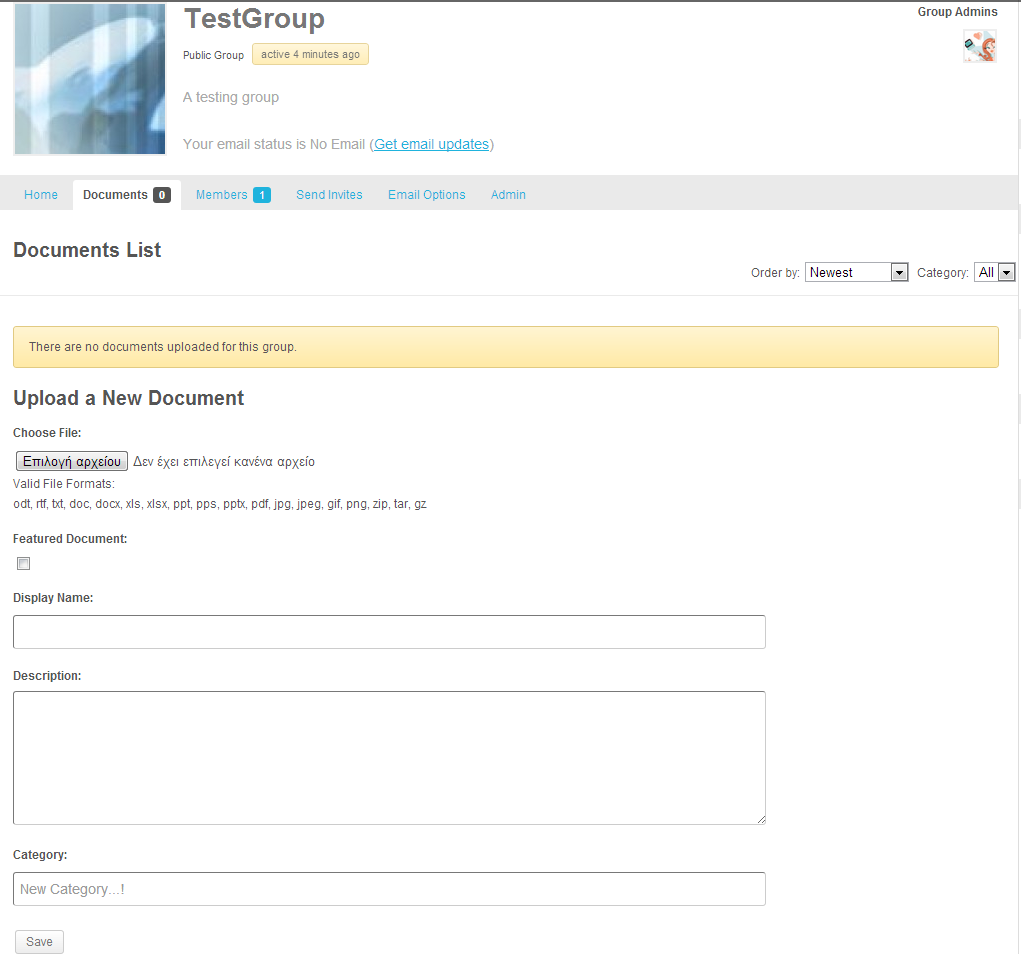 TestGroup
Group Admins
Public Group active 4 minutes ago
A testing group
Your email status is No Email (Get email updates)
Home Documents 0 Members 1 Send Invites Email Options Admin
Documents List
Order by: Newest Category: All
There are no documents uploaded for this group.
Upload a New Document
Choose File:
Επιλογή αρχείου Δεν έχει επιλεγεί κανένα αρχείο
Valid File Formats:
odt, rtf, txt, doc, docx, xls, xlsx, ppt, pps, pptx, pdf, jpg, jpeg, gif, png, zip, tar, gz
Featured Document:
Display Name:
Description:
Category:
New Category...!
Save